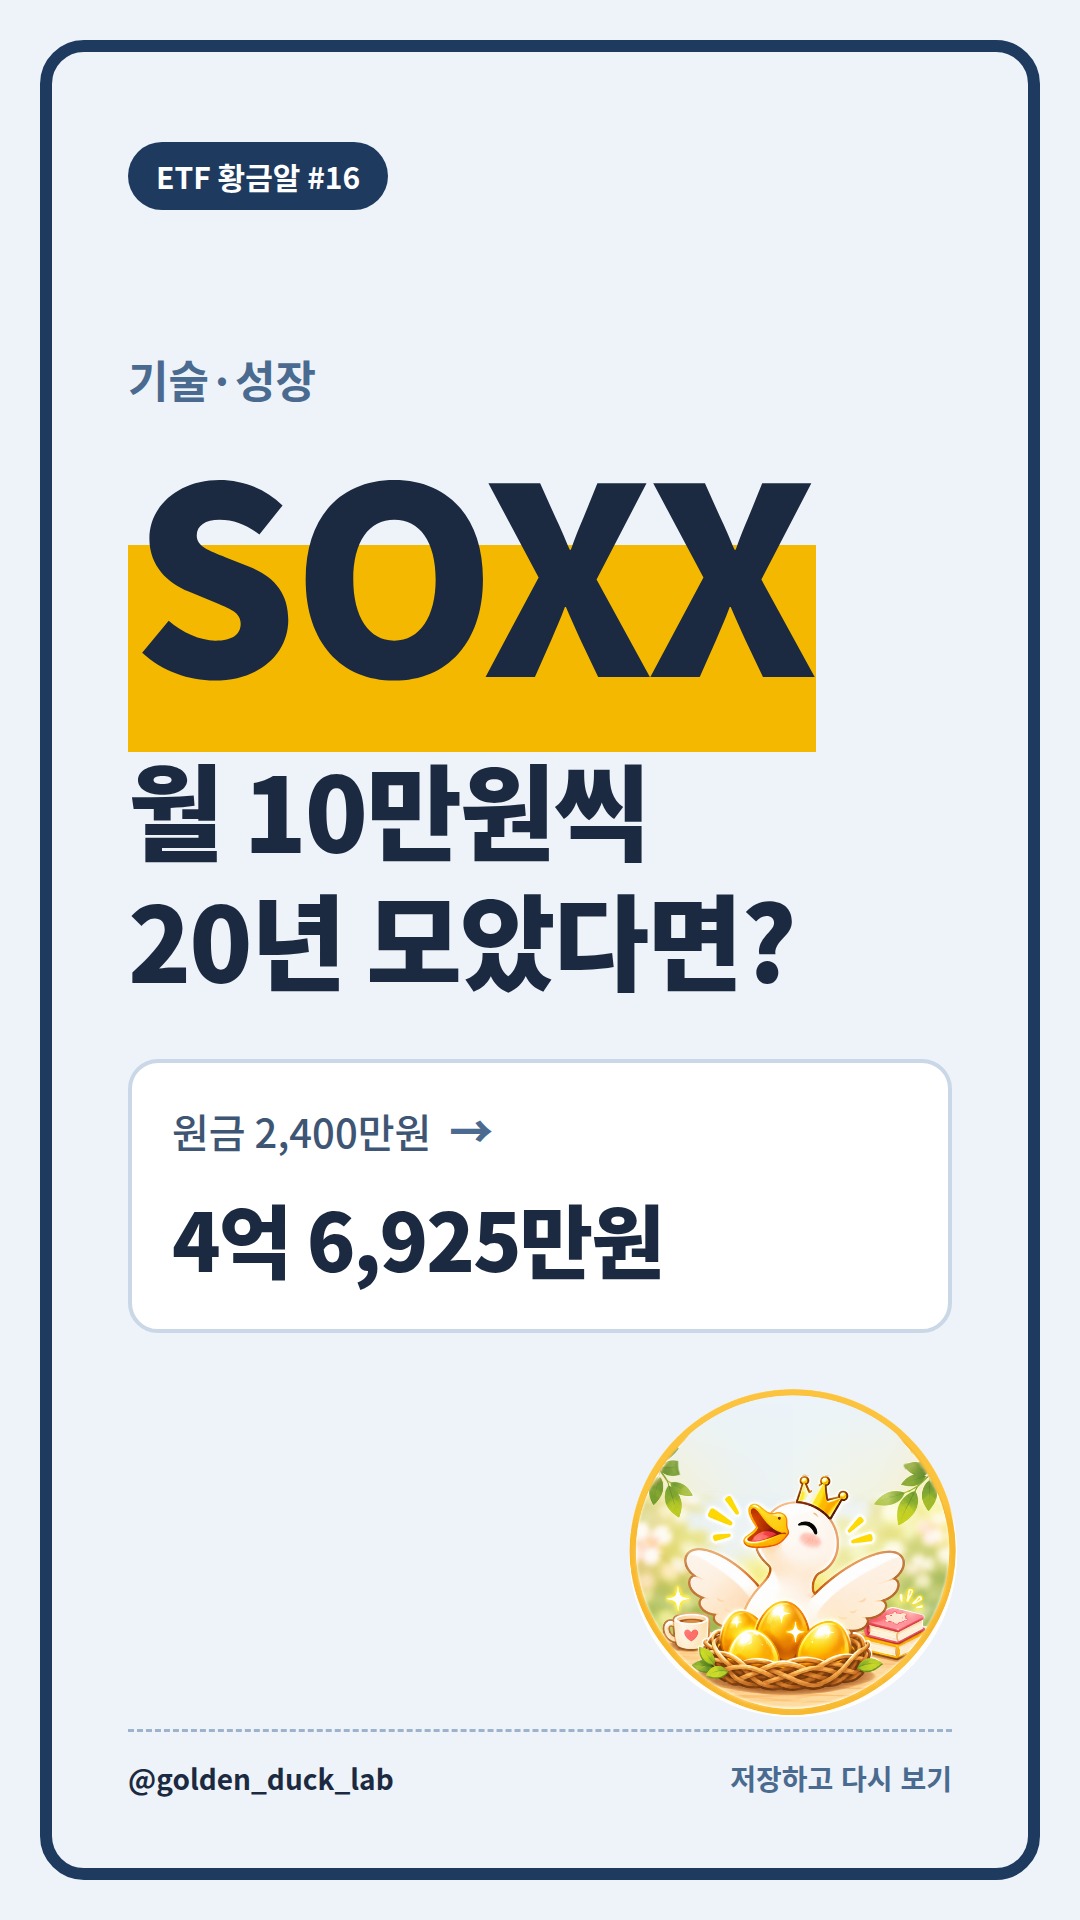 ETF 황금알 #16
기술·성장
SOXX
월 10만원씩
20년 모았다면?
원금 2,400만원 →
4억 6,925만원
@golden_duck_lab
저장하고 다시 보기